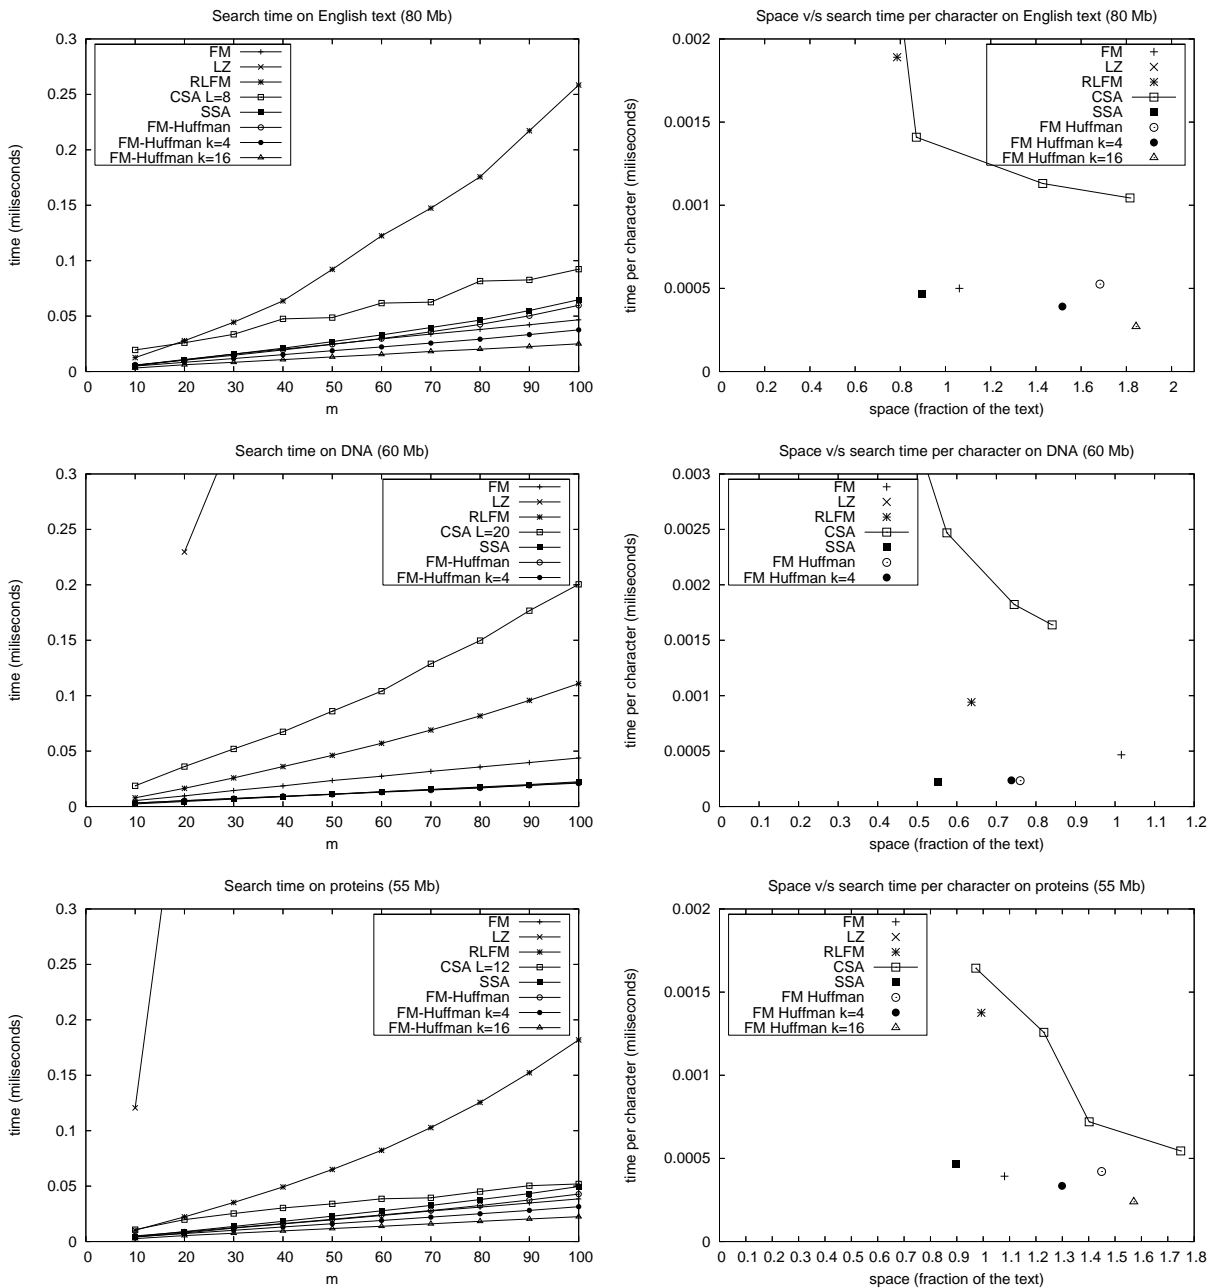 Search time on English text (80 Mb)
time (miliseconds)
0.3
0.25
0.2
0.15
0.1
0.05
0
FM
LZ
RLFM
CSA L=8
SSA
FM-Huffman
FM-Huffman k=4
FM-Huffman k=16
0 10 20 30 40 50 60 70 80 90 100
m
Space v/s search time per character on English text (80 Mb)
time per character (miliseconds)
0.002
0.0015
0.001
0.0005
0
FM
LZ
RLFM
CSA
SSA
FM Huffman
FM Huffman k=4
FM Huffman k=16
0 0.2 0.4 0.6 0.8 1 1.2 1.4 1.6 1.8 2
space (fraction of the text)
Search time on DNA (60 Mb)
time (miliseconds)
0.3
0.25
0.2
0.15
0.1
0.05
0
FM
LZ
RLFM
CSA L=20
SSA
FM-Huffman
FM-Huffman k=4
0 10 20 30 40 50 60 70 80 90 100
m
Space v/s search time per character on DNA (60 Mb)
time per character (miliseconds)
0.003
0.0025
0.002
0.0015
0.001
0.0005
0
FM
LZ
RLFM
CSA
SSA
FM Huffman
FM Huffman k=4
0 0.1 0.2 0.3 0.4 0.5 0.6 0.7 0.8 0.9 1 1.1 1.2
space (fraction of the text)
Search time on proteins (55 Mb)
time (miliseconds)
0.3
0.25
0.2
0.15
0.1
0.05
0
FM
LZ
RLFM
CSA L=12
SSA
FM-Huffman
FM-Huffman k=4
FM-Huffman k=16
0 10 20 30 40 50 60 70 80 90 100
m
Space v/s search time per character on proteins (55 Mb)
time per character (miliseconds)
0.002
0.0015
0.001
0.0005
0
FM
LZ
RLFM
CSA
SSA
FM Huffman
FM Huffman k=4
FM Huffman k=16
0 0.1 0.2 0.3 0.4 0.5 0.6 0.7 0.8 0.9 1 1.1 1.2 1.3 1.4 1.5 1.6 1.7 1.8
space (fraction of the text)